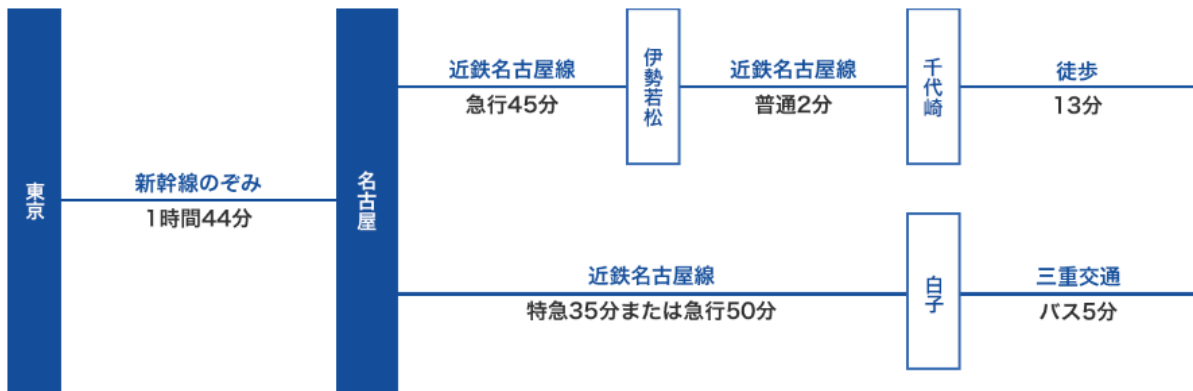 東京
新幹線のぞみ
1時間44分
名古屋
近鉄名古屋線
急行45分
伊勢若松
近鉄名古屋線
普通2分
千代崎
徒歩
13分
近鉄名古屋線
特急35分または急行50分
白子
三重交通
バス5分